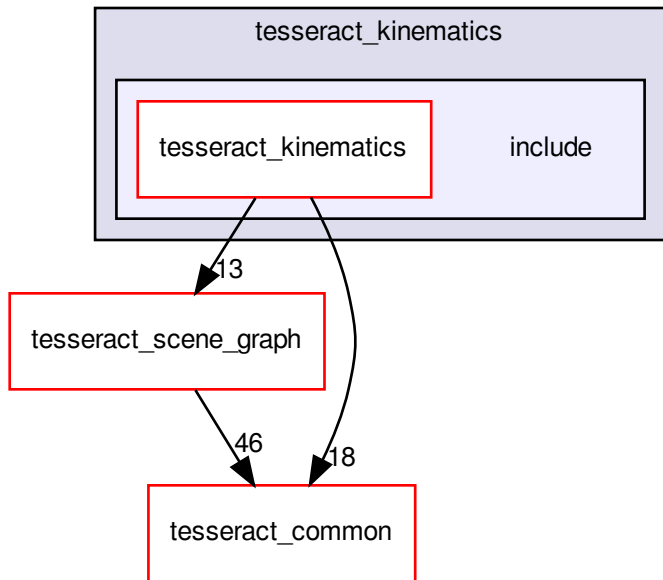 tesseract_kinematics
tesseract_kinematics
include
13
tesseract_scene_graph
46
18
tesseract_common